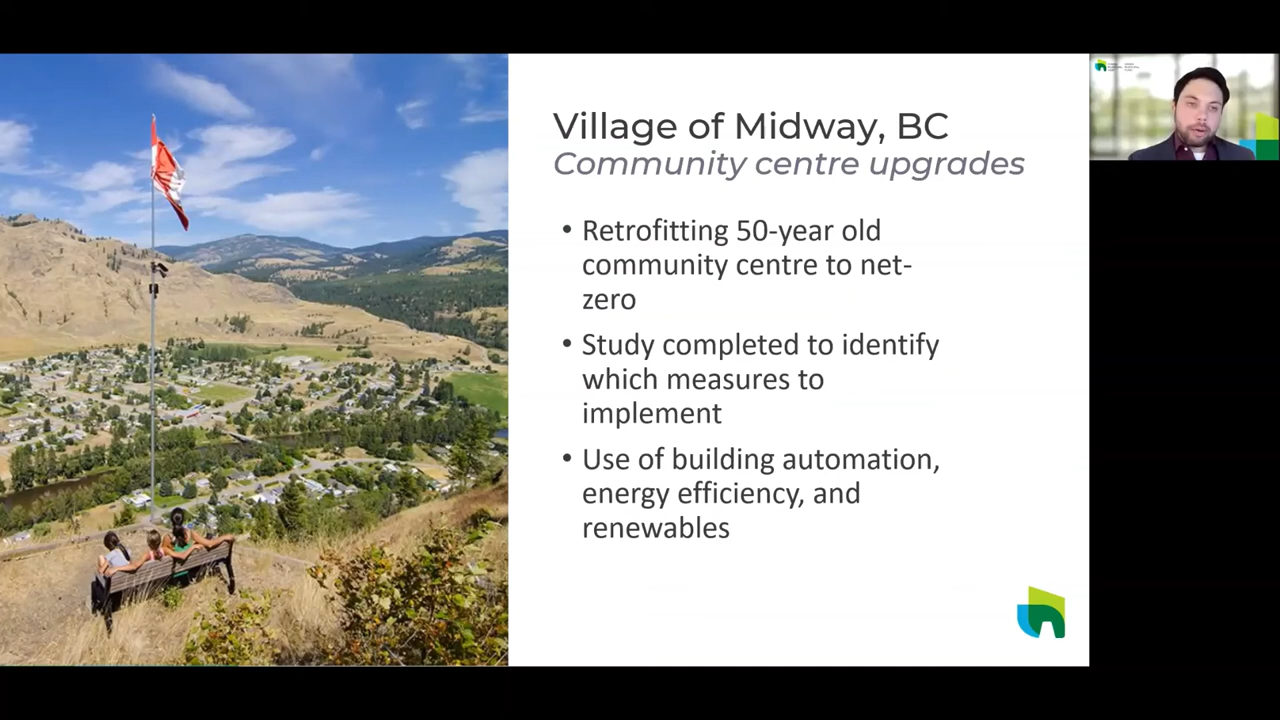 Village of Midway, BC
Community centre upgrades
• Retrofitting 50-year old
community centre to net-
zero
• Study completed to identify
which measures to
implement
• Use of building automation,
energy efficiency, and
renewables